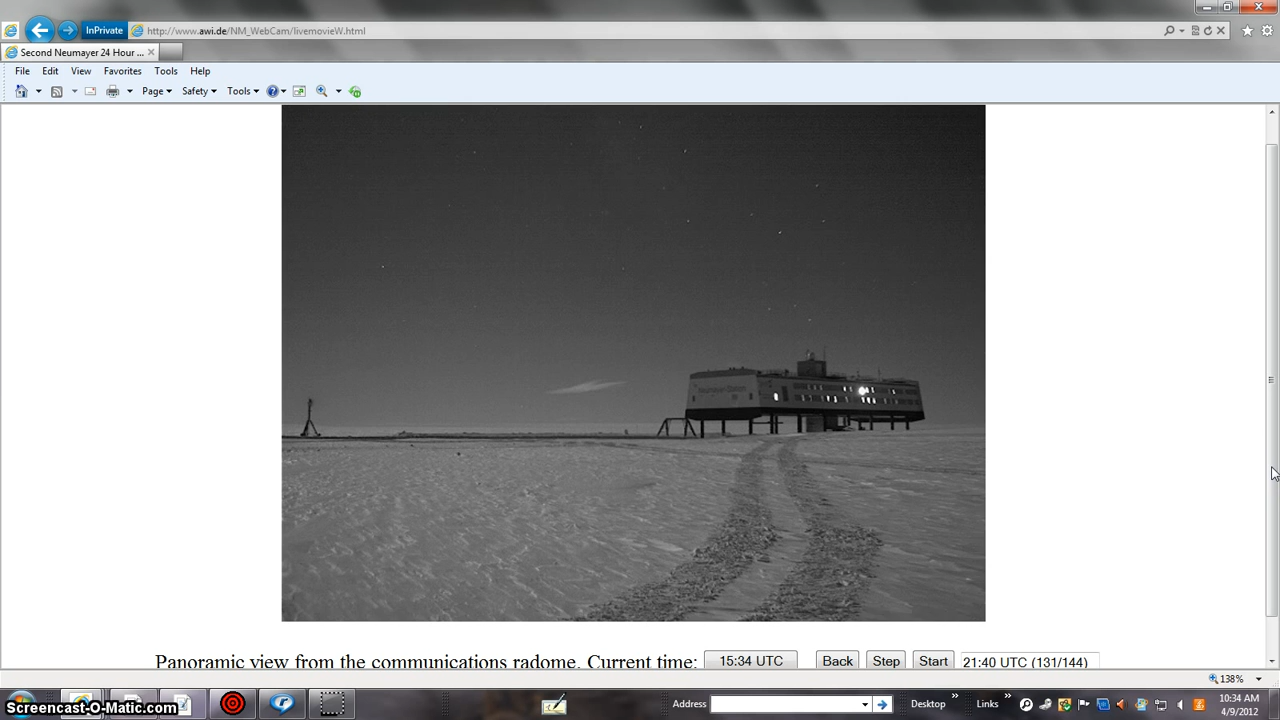 InPrivate
http://www.awi.de/NM_WebCam/livemovieW.html
Second Neumayer 24 Hour ...
File Edit View Favorites Tools Help
Page Safety Tools
Panoramic view from the communications radome. Current time: 15:34 UTC Back Step Start 21:40 UTC (131/144)
138%
Screencast-O-Matic.com
Address Desktop Links
10:34 AM
4/9/2012